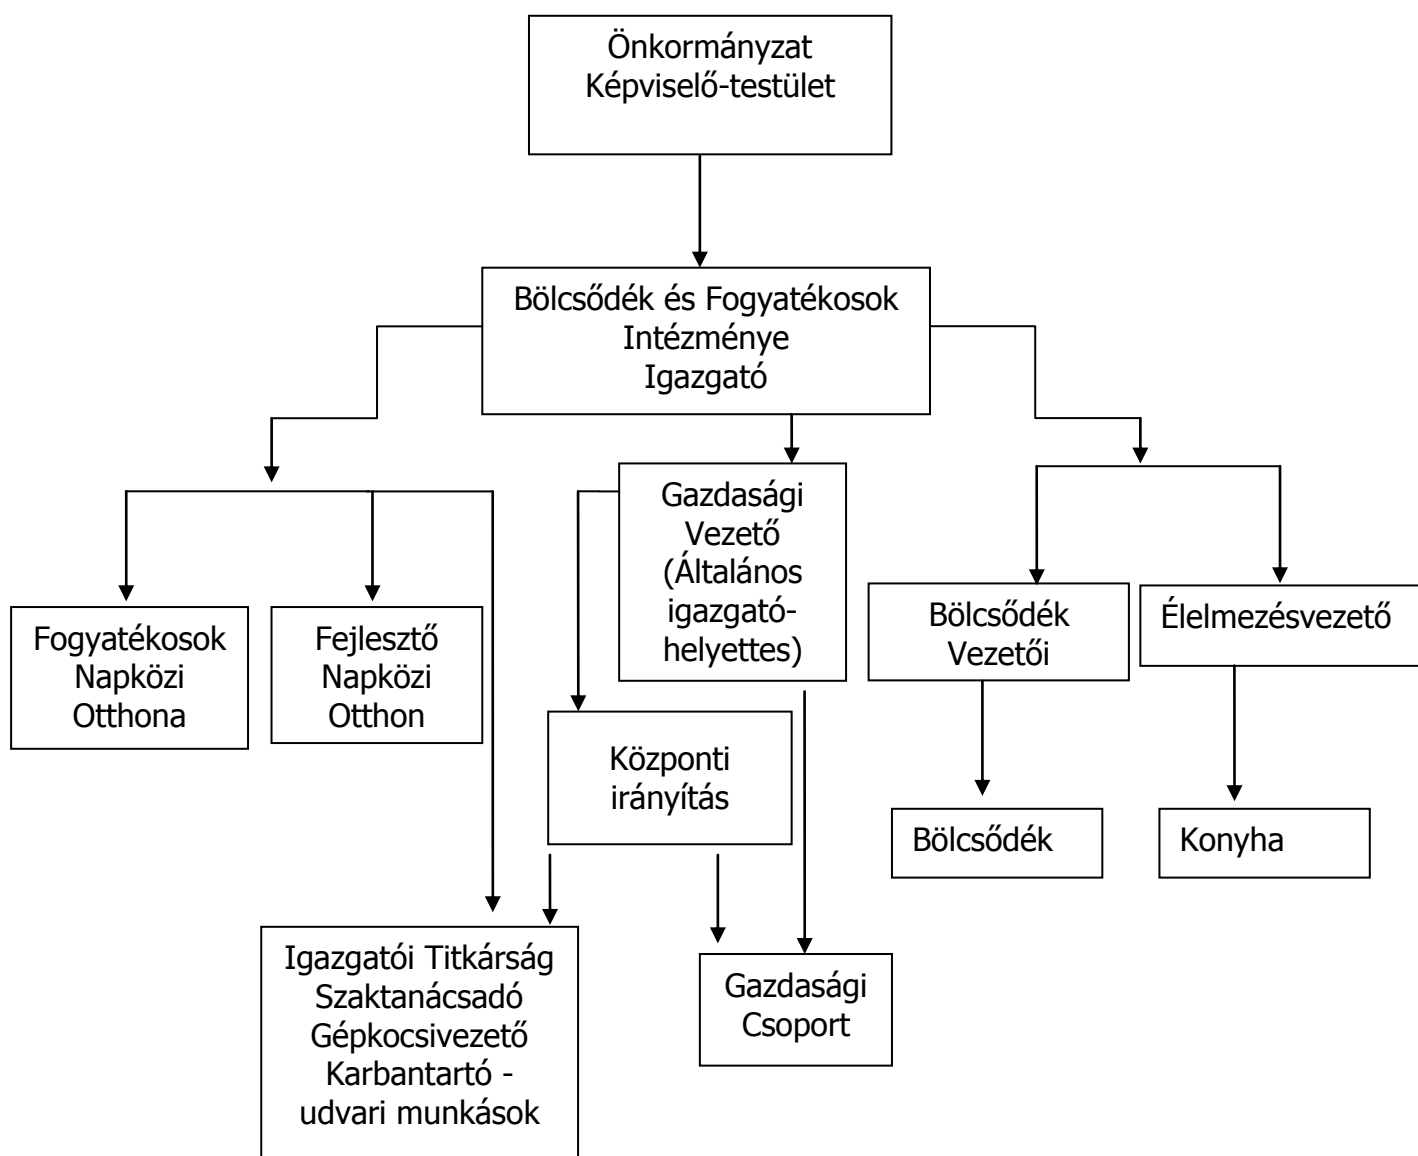 Önkormányzat
Képviselő-testület
Bölcsődék és Fogyatékosok
Intézménye
Igazgató
Gazdasági
Vezető
(Általános
igazgató-
helyettes)
Bölcsődék
Vezetői
Élelmezésvezető
Fogyatékosok
Napközi
Otthona
Fejlesztő
Napközi
Otthon
Központi
irányítás
Bölcsődék
Konyha
Igazgatói Titkárság
Szaktanácsadó
Gépkocsivezető
Karbantartó -
udvari munkások
Gazdasági
Csoport